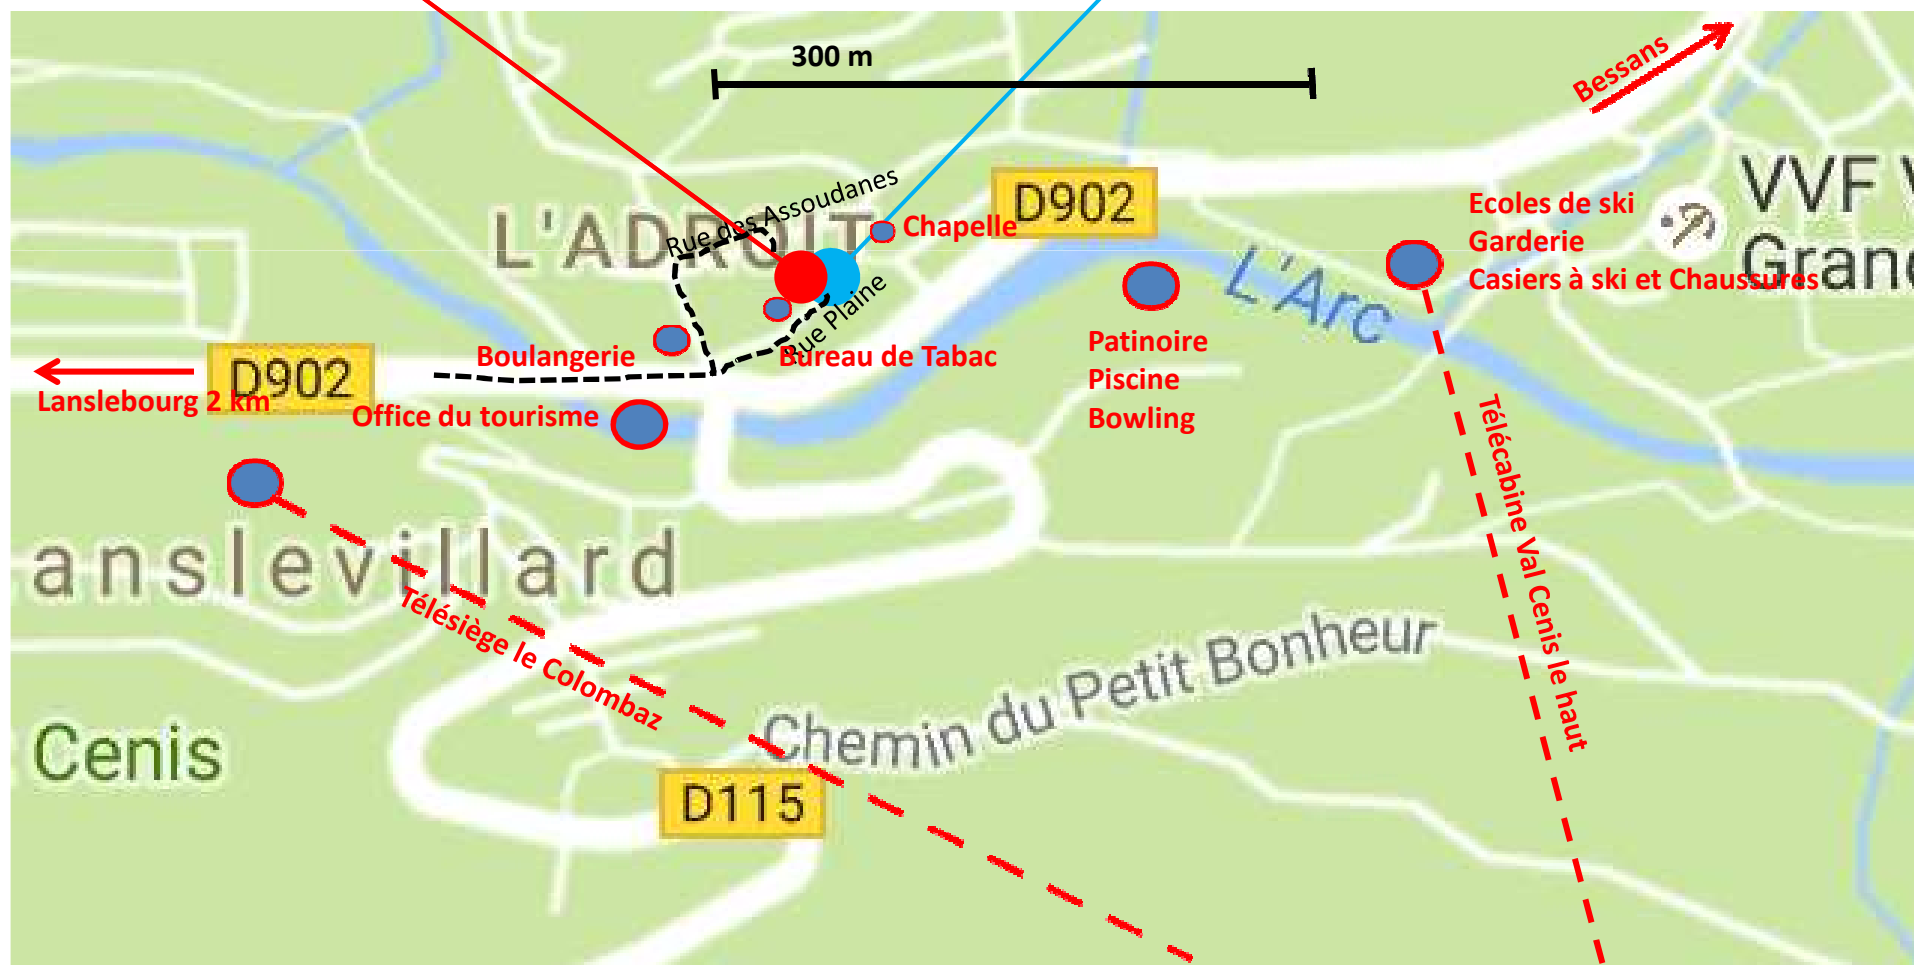 300 m
Bessans
Rue des Assoudanes
L'ADROIT
Chapelle
D902
VVF V
Grand
Ecoles de ski
Garderie
Casiers à ski et Chaussures
L'Arc
Rue Plaine
Boulangerie
Bureau de Tabac
Patinoire
Piscine
Bowling
D902
Lanslebourg 2 km
Office du tourisme
Télécabine Val Cenis le haut
anslevillard
Télésiège le Colombaz
Chemin du Petit Bonheur
Cenis
D115